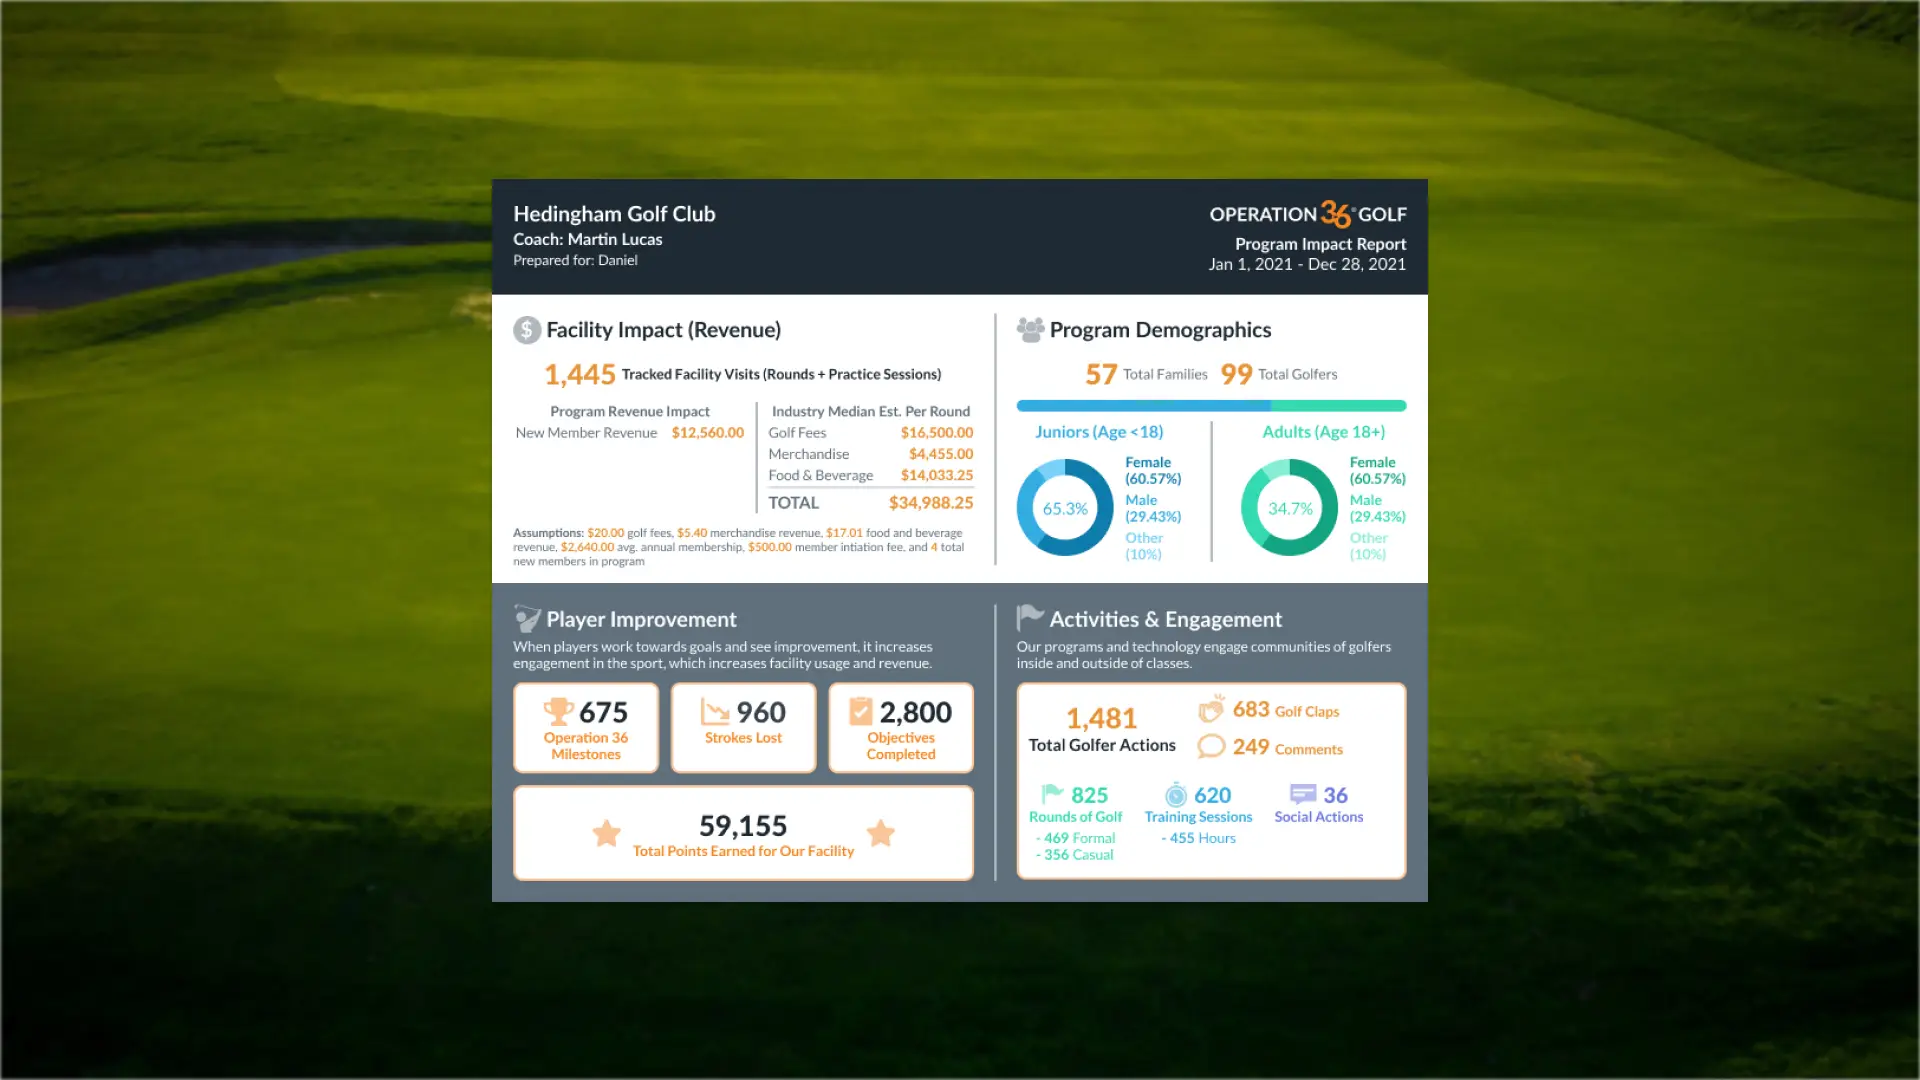 Hedingham Golf Club
Coach: Martin Lucas
Prepared for: Daniel
OPERATION 36 GOLF
Program Impact Report
Jan 1, 2021 - Dec 28, 2021
Facility Impact (Revenue)
1,445 Tracked Facility Visits (Rounds + Practice Sessions)
Program Revenue Impact
New Member Revenue $12,560.00
Industry Median Est. Per Round
Golf Fees $16,500.00
Merchandise $4,455.00
Food & Beverage $14,033.25
TOTAL $34,988.25
Assumptions: $20.00 golf fees, $5.40 merchandise revenue, $17.01 food and beverage
revenue, $2,640.00 avg. annual membership, $500.00 member intiation fee, and 4 total
new members in program
Program Demographics
57 Total Families 99 Total Golfers
Juniors (Age <18)
65.3%
Female
(60.57%)
Male
(29.43%)
Other
(10%)
Adults (Age 18+)
34.7%
Female
(60.57%)
Male
(29.43%)
Other
(10%)
Player Improvement
When players work towards goals and see improvement, it increases
engagement in the sport, which increases facility usage and revenue.
675
Operation 36
Milestones
960
Strokes Lost
2,800
Objectives
Completed
59,155
Total Points Earned for Our Facility
Activities & Engagement
Our programs and technology engage communities of golfers
inside and outside of classes.
1,481
Total Golfer Actions
683 Golf Claps
249 Comments
825
Rounds of Golf
- 469 Formal
- 356 Casual
620
Training Sessions
- 455 Hours
36
Social Actions